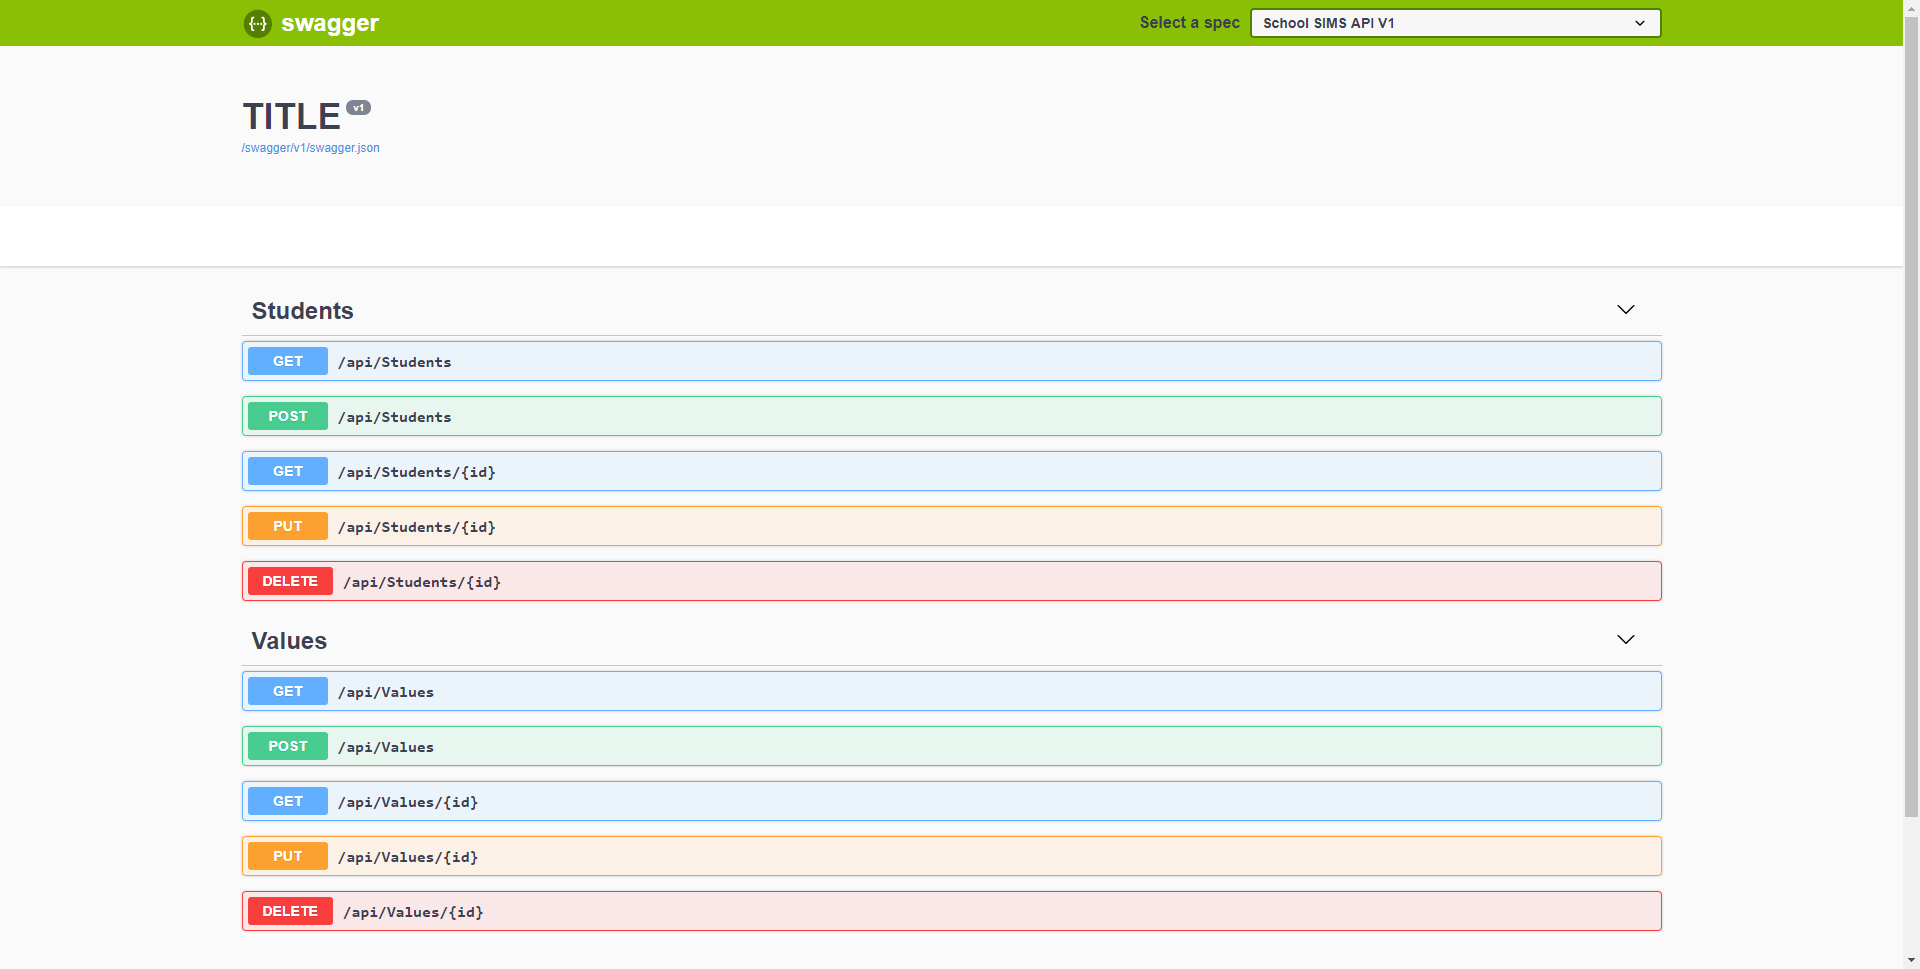 swagger
Select a spec
School SIMS API V1
TITLE v1
/swagger/v1/swagger.json
Students
GET /api/Students
POST /api/Students
GET /api/Students/{id}
PUT /api/Students/{id}
DELETE /api/Students/{id}
Values
GET /api/Values
POST /api/Values
GET /api/Values/{id}
PUT /api/Values/{id}
DELETE /api/Values/{id}